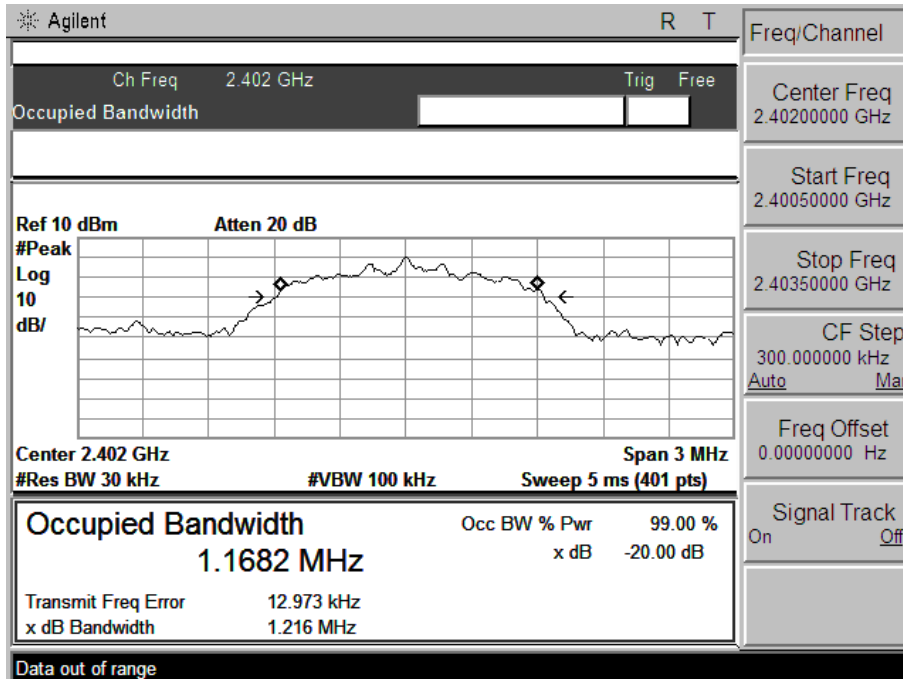 Agilent R T
Freq/Channel
Ch Freq 2.402 GHz Trig Free
Occupied Bandwidth
Center Freq
2.40200000 GHz
Start Freq
2.40050000 GHz
Stop Freq
2.40350000 GHz
CF Step
300.000000 kHz
Auto Mar
Freq Offset
0.00000000 Hz
Signal Track
On Off
Ref 10 dBm Atten 20 dB
#Peak
Log
10
dB/
Center 2.402 GHz Span 3 MHz
#Res BW 30 kHz #VBW 100 kHz Sweep 5 ms (401 pts)
Occupied Bandwidth
1.1682 MHz
Occ BW % Pwr 99.00 %
x dB -20.00 dB
Transmit Freq Error 12.973 kHz
x dB Bandwidth 1.216 MHz
Data out of range